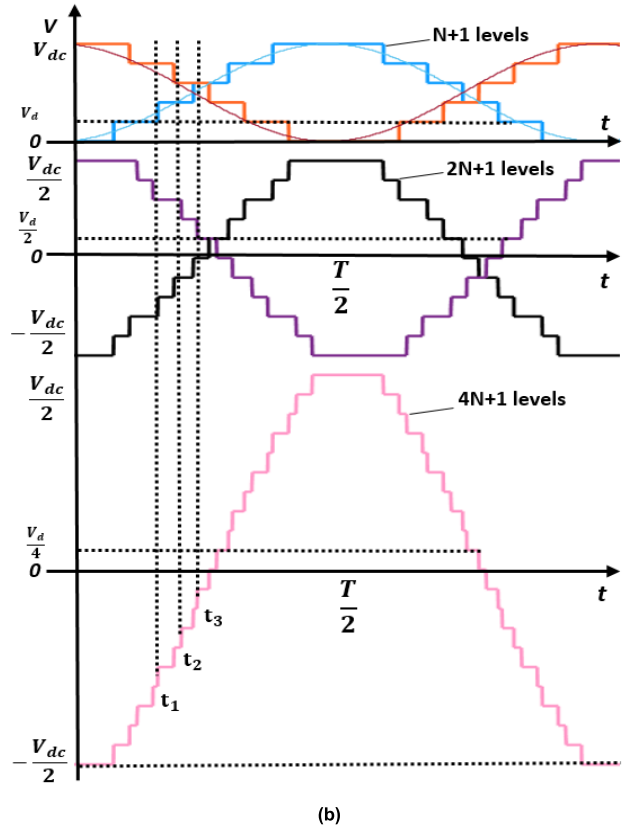 V
V_dc
N+1 levels
V_d
0
t
V_dc/2
2N+1 levels
V_d/2
0
t
T/2
-V_dc/2
V_dc/2
4N+1 levels
V_d/4
0
t
T/2
t_3
t_2
t_1
-V_dc/2
(b)